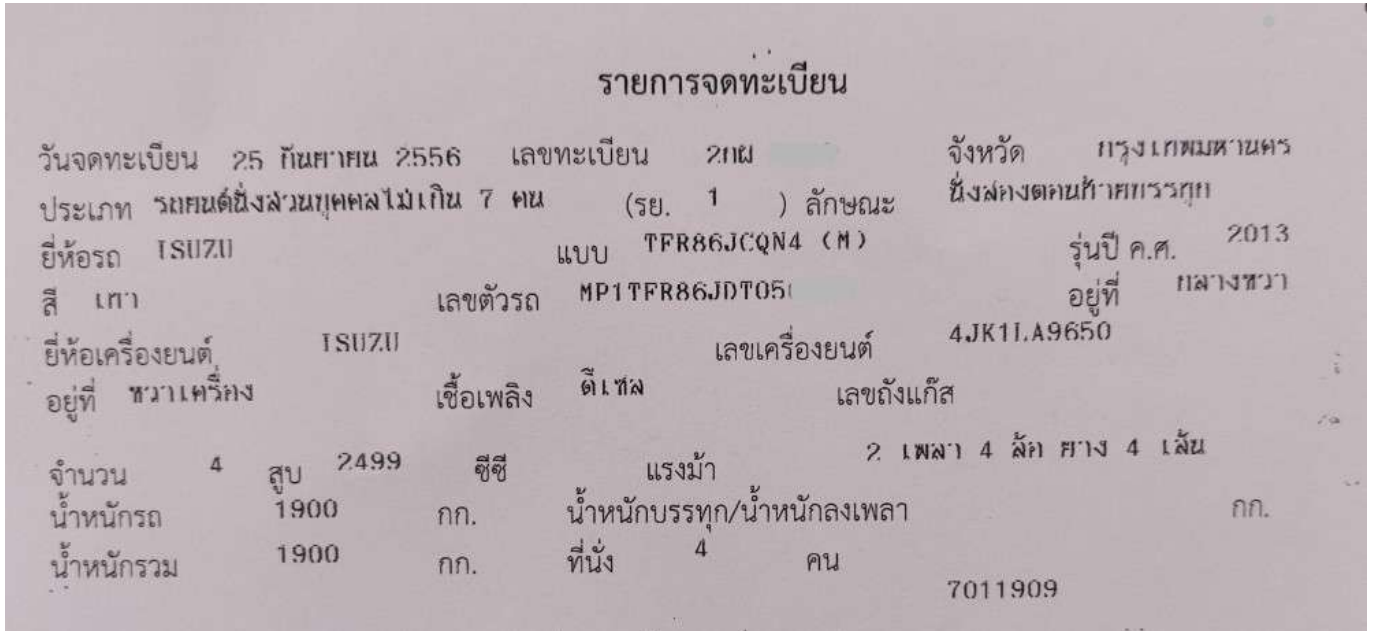 รายการจดทะเบียน
วันจดทะเบียน 25 กันยายน 2556 เลขทะเบียน 2กผ จังหวัด กรุงเทพมหานคร
ประเภท รถยนต์นั่งส่วนบุคคลไม่เกิน 7 คน (รย. 1 ) ลักษณะ นั่งสองตอนท้ายบรรทุก
ยี่ห้อรถ ISUZU แบบ TFR86JCQN4 (M) รุ่นปี ค.ศ. 2013
สี เทา เลขตัวรถ MP1TFR86JDT05 อยู่ที่ กลางขวา
ยี่ห้อเครื่องยนต์ ISUZU เลขเครื่องยนต์ 4JK1LA9650
อยู่ที่ ขวาเครื่อง เชื้อเพลิง ดีเซล เลขถังแก๊ส
จำนวน 4 สูบ 2499 ซีซี แรงม้า 2 เพลา 4 ล้อ ยาง 4 เส้น
น้ำหนักรถ 1900 กก. น้ำหนักบรรทุก/น้ำหนักลงเพลา กก.
น้ำหนักรวม 1900 กก. ที่นั่ง 4 คน
7011909